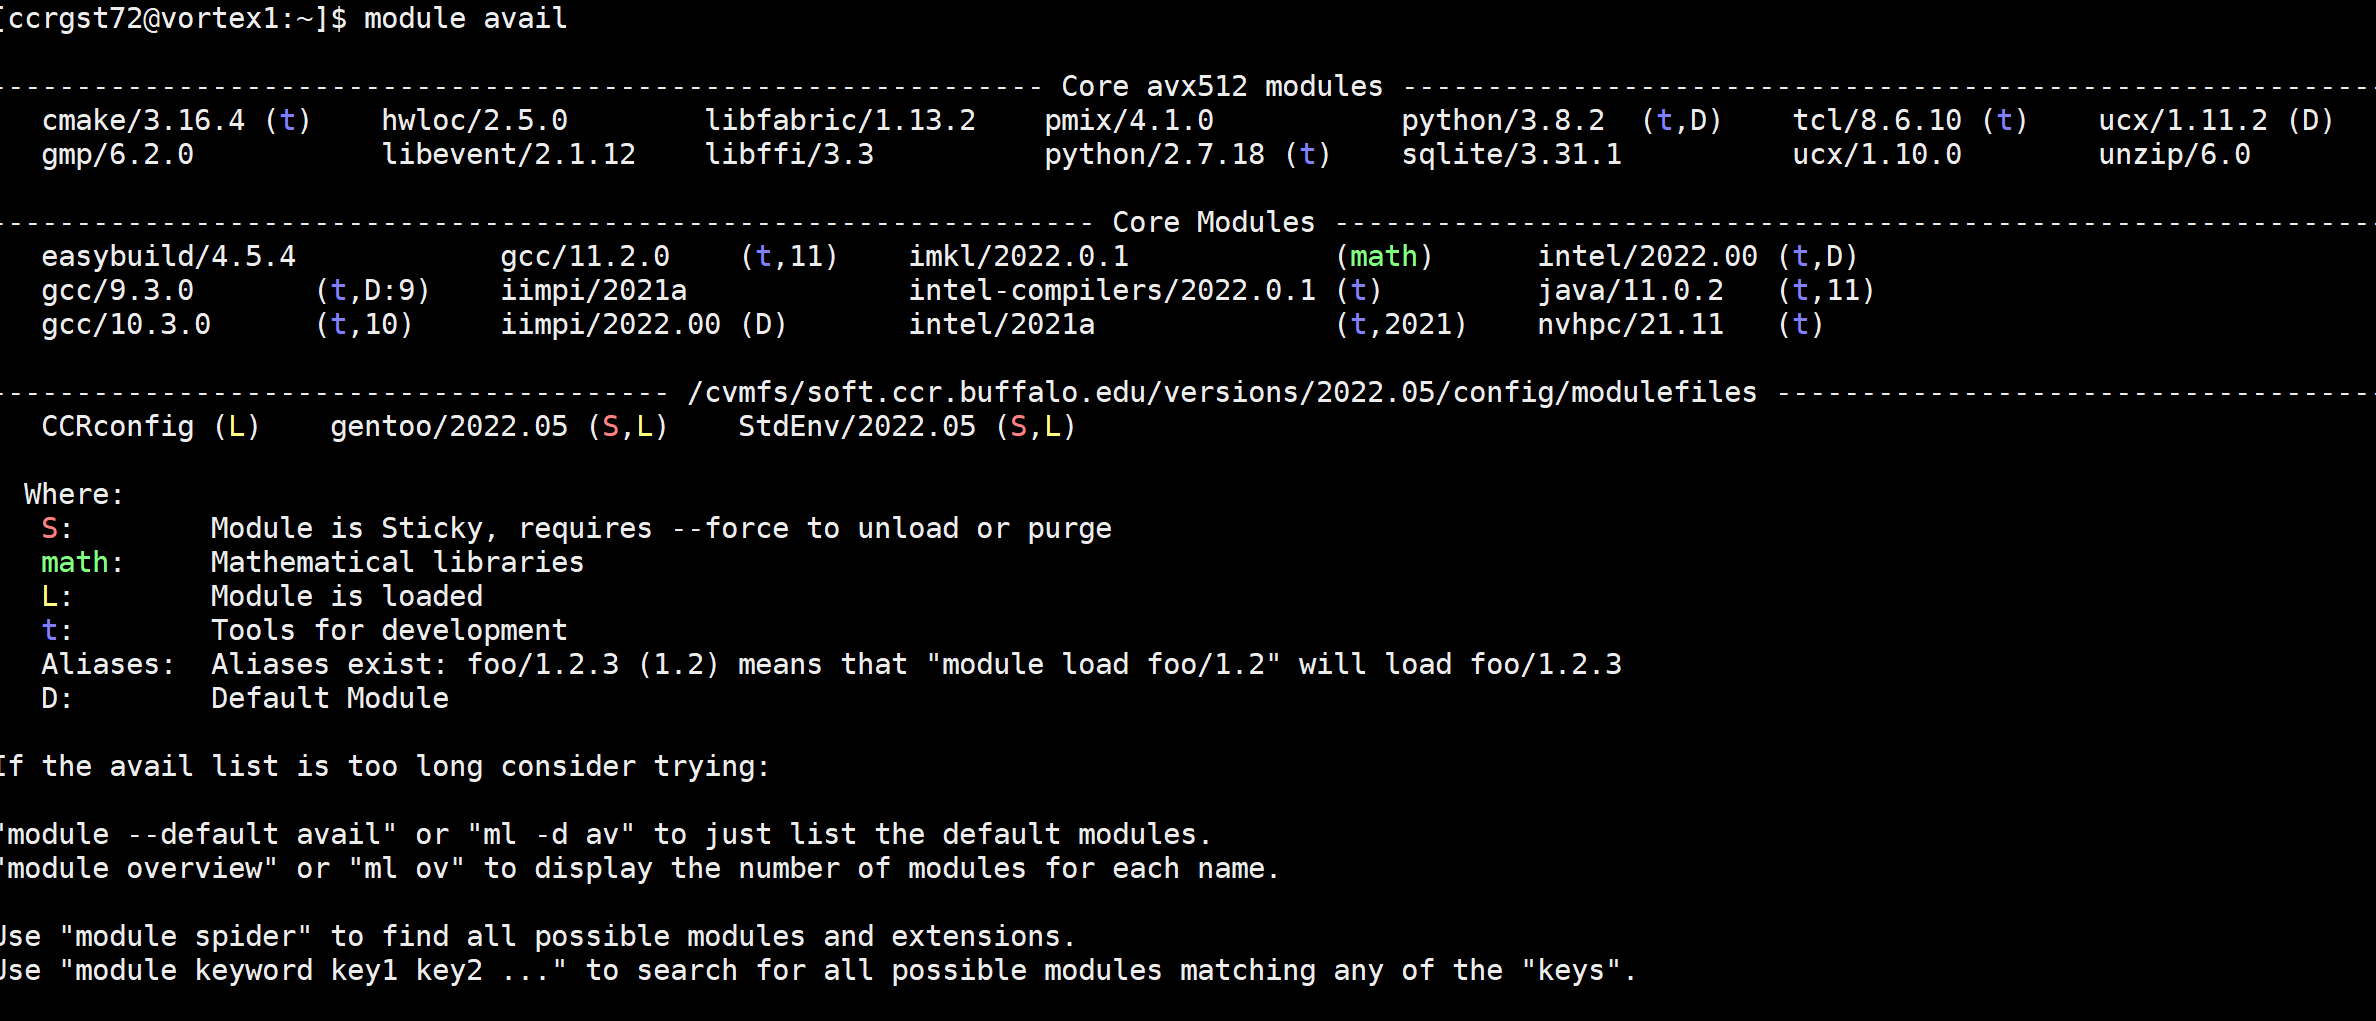 [ccrgst72@vortex1:~]$ module avail
------------------------------------------------------------- Core avx512 modules ----------------------------------------------------------
cmake/3.16.4 (t)    hwloc/2.5.0        libfabric/1.13.2    pmix/4.1.0           python/3.8.2  (t,D)    tcl/8.6.10 (t)    ucx/1.11.2 (D)
gmp/6.2.0           libevent/2.1.12    libffi/3.3          python/2.7.18 (t)    sqlite/3.31.1          ucx/1.10.0        unzip/6.0
---------------------------------------------------------------- Core Modules --------------------------------------------------------------
easybuild/4.5.4            gcc/11.2.0    (t,11)    imkl/2022.0.1            (math)      intel/2022.00 (t,D)
gcc/9.3.0       (t,D:9)    iimpi/2021a             intel-compilers/2022.0.1 (t)         java/11.0.2   (t,11)
gcc/10.3.0      (t,10)     iimpi/2022.00 (D)       intel/2021a              (t,2021)    nvhpc/21.11   (t)
--------------------------------------- /cvmfs/soft.ccr.buffalo.edu/versions/2022.05/config/modulefiles ------------------------------------
CCRconfig (L)    gentoo/2022.05 (S,L)    StdEnv/2022.05 (S,L)
Where:
S:        Module is Sticky, requires --force to unload or purge
math:     Mathematical libraries
L:        Module is loaded
t:        Tools for development
Aliases:  Aliases exist: foo/1.2.3 (1.2) means that "module load foo/1.2" will load foo/1.2.3
D:        Default Module
If the avail list is too long consider trying:
"module --default avail" or "ml -d av" to just list the default modules.
"module overview" or "ml ov" to display the number of modules for each name.
Use "module spider" to find all possible modules and extensions.
Use "module keyword key1 key2 ..." to search for all possible modules matching any of the "keys".